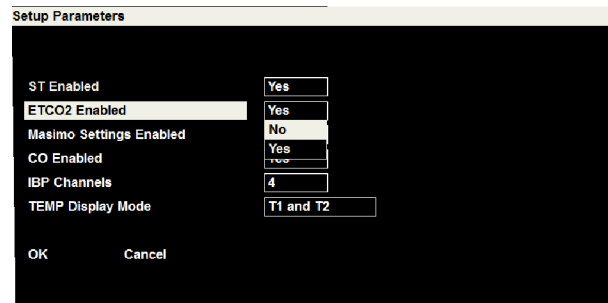 Setup Parameters
ST Enabled Yes
ETCO2 Enabled Yes
No
Masimo Settings Enabled
Yes
CO Enabled
IBP Channels 4
TEMP Display Mode T1 and T2
OK Cancel